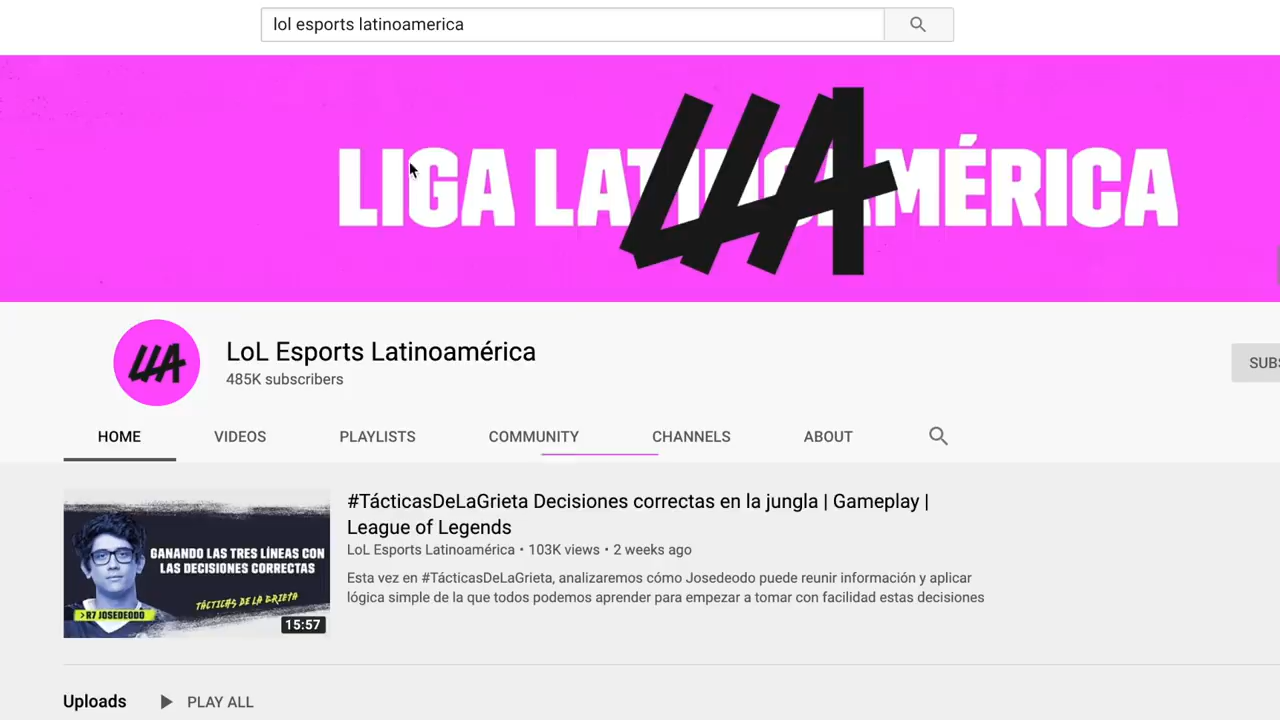 lol esports latinoamerica
LIGA LATINOAMÉRICA
LLA
LLA
LoL Esports Latinoamérica
485K subscribers
SUBS
HOME VIDEOS PLAYLISTS COMMUNITY CHANNELS ABOUT
GANANDO LAS TRES LÍNEAS CON
LAS DECISIONES CORRECTAS
TÁCTICAS DE LA GRIETA
>R7 JOSEDEODO
15:57
#TácticasDeLaGrieta Decisiones correctas en la jungla | Gameplay |
League of Legends
LoL Esports Latinoamérica • 103K views • 2 weeks ago
Esta vez en #TácticasDeLaGrieta, analizaremos cómo Josedeodo puede reunir información y aplicar
lógica simple de la que todos podemos aprender para empezar a tomar con facilidad estas decisiones
Uploads PLAY ALL